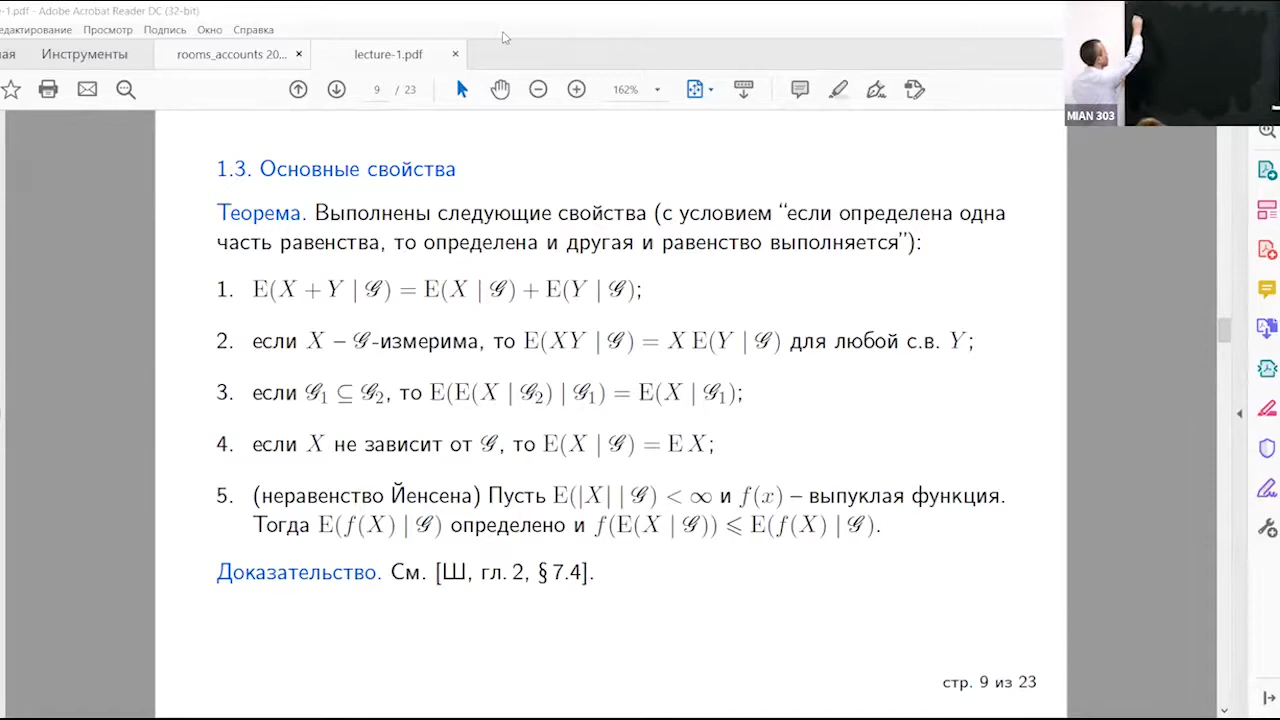 -1.pdf - Adobe Acrobat Reader DC (32-bit)
едактирование Просмотр Подпись Окно Справка
ая Инструменты rooms_accounts 20... × lecture-1.pdf ×
9 / 23 162%
MIAN 303
1.3. Основные свойства
Теорема. Выполнены следующие свойства (с условием “если определена одна
часть равенства, то определена и другая и равенство выполняется”):
1. E(X + Y | 𝒢) = E(X | 𝒢) + E(Y | 𝒢);
2. если X – 𝒢-измерима, то E(XY | 𝒢) = X E(Y | 𝒢) для любой с.в. Y;
3. если 𝒢₁ ⊆ 𝒢₂, то E(E(X | 𝒢₂) | 𝒢₁) = E(X | 𝒢₁);
4. если X не зависит от 𝒢, то E(X | 𝒢) = E X;
5. (неравенство Йенсена) Пусть E(|X| | 𝒢) < ∞ и f(x) – выпуклая функция.
Тогда E(f(X) | 𝒢) определено и f(E(X | 𝒢)) ⩽ E(f(X) | 𝒢).
Доказательство. См. [Ш, гл. 2, § 7.4].
стр. 9 из 23